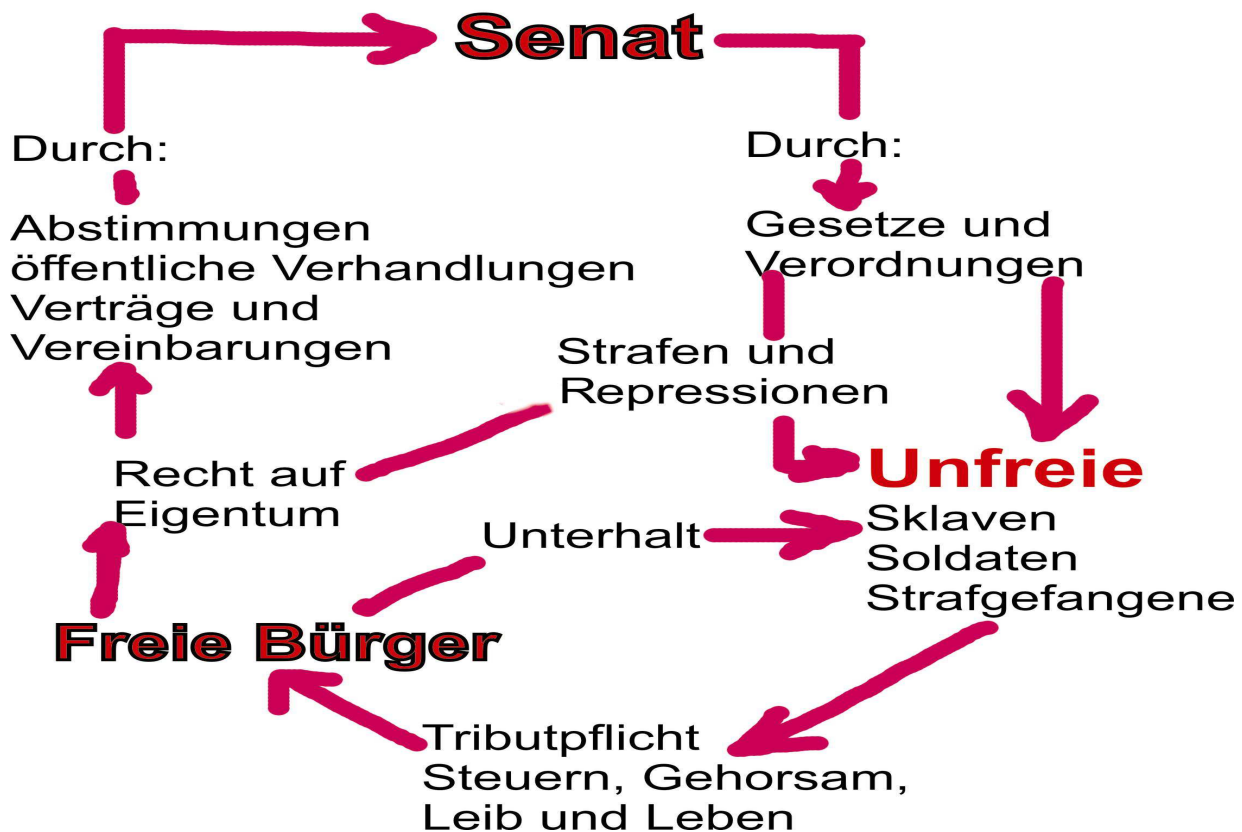 Senat
Durch:
Abstimmungen
öffentliche Verhandlungen
Verträge und
Vereinbarungen
Durch:
Gesetze und
Verordnungen
Strafen und
Repressionen
Recht auf
Eigentum
Unterhalt
Unfreie
Sklaven
Soldaten
Strafgefangene
Freie Bürger
Tributpflicht
Steuern, Gehorsam,
Leib und Leben